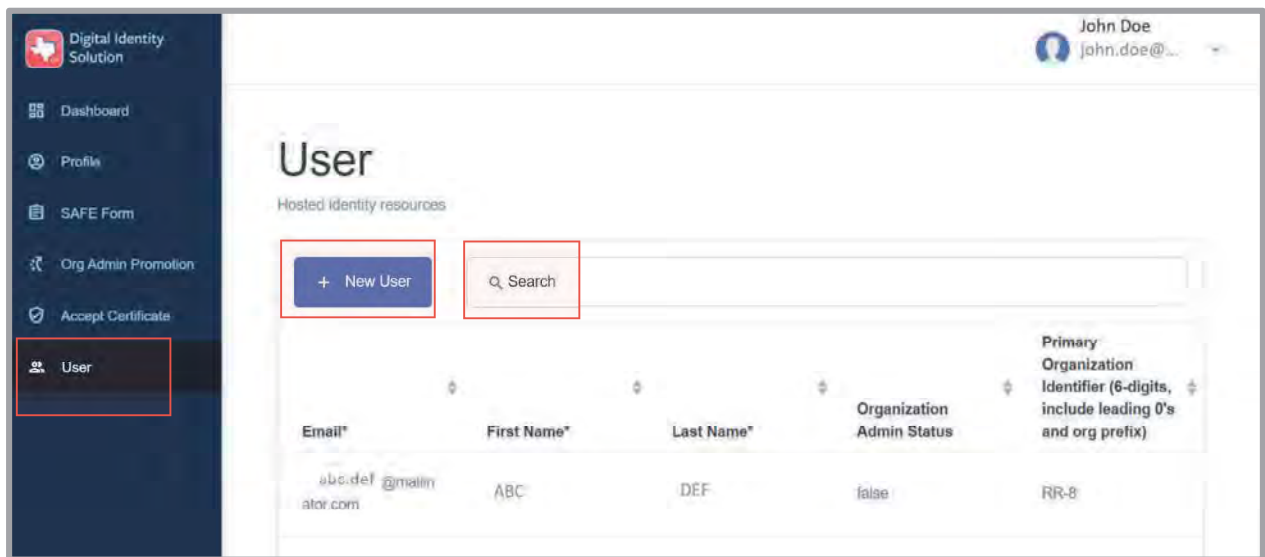 Digital Identity
Solution
John Doe
john.doe@...
Dashboard
Profile
SAFE Form
Org Admin Promotion
Accept Certificate
User
User
Hosted identity resources
+ New User
Search
Email*
First Name*
Last Name*
Organization
Admin Status
Primary
Organization
Identifier (6-digits,
include leading 0's
and org prefix)
abc.def @mailin
ator.com
ABC
DEF
false
RR-8